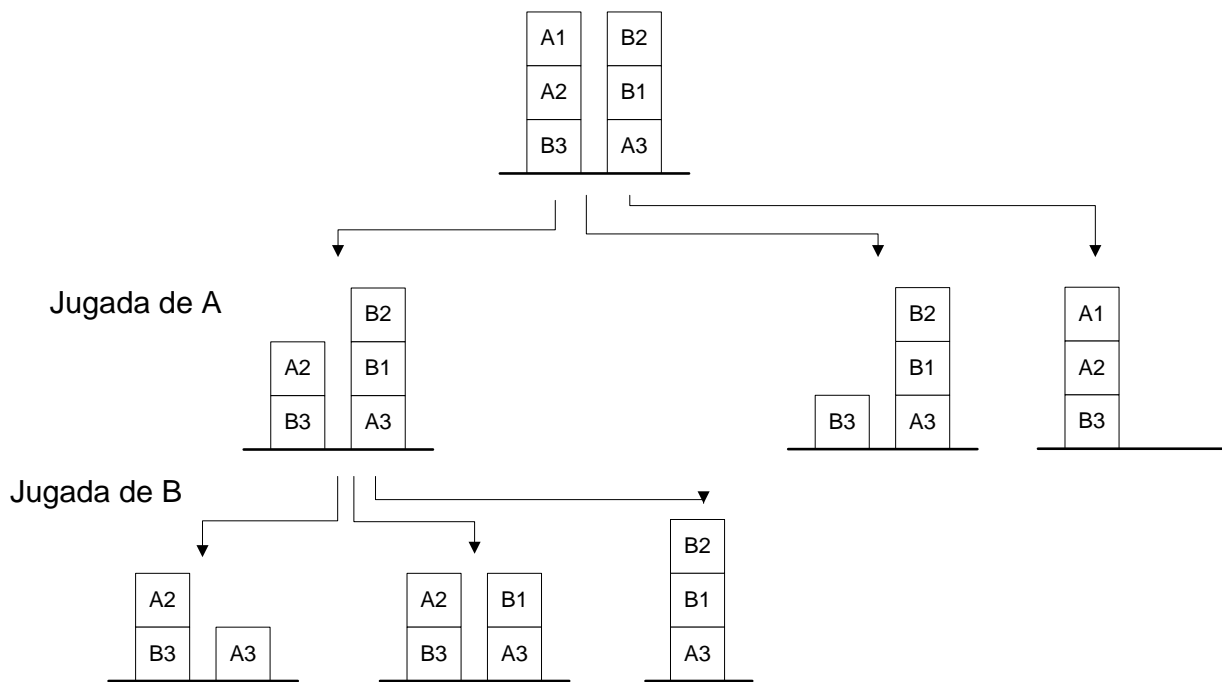 A1 B2
A2 B1
B3 A3
Jugada de A
B2 B2 A1
A2 B1 B1 A2
B3 A3 B3 A3 B3
Jugada de B
B2
A2 A2 B1 B1
B3 A3 B3 A3 A3